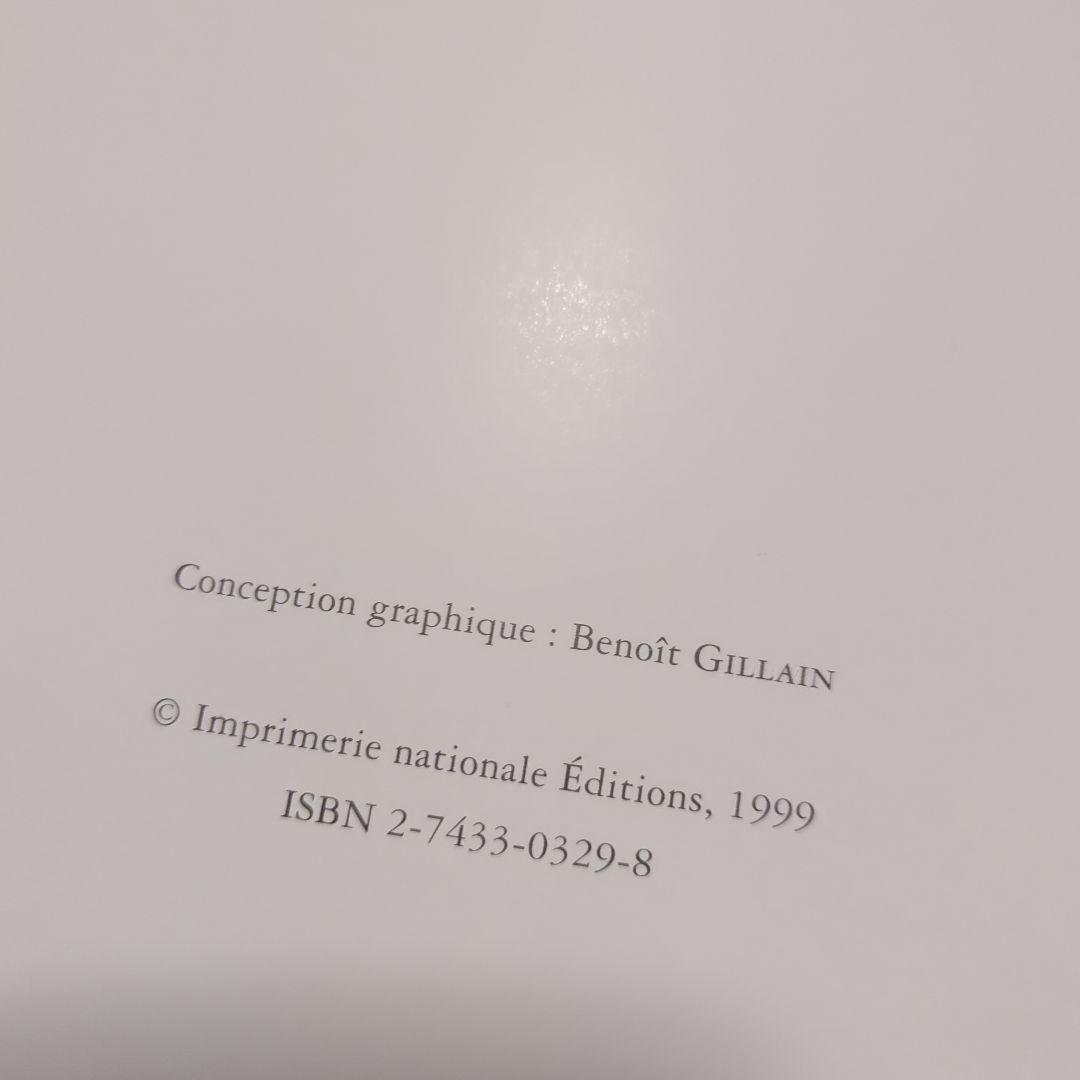 Conception graphique : Benoît GILLAIN
© Imprimerie nationale Éditions, 1999
ISBN 2-7433-0329-8